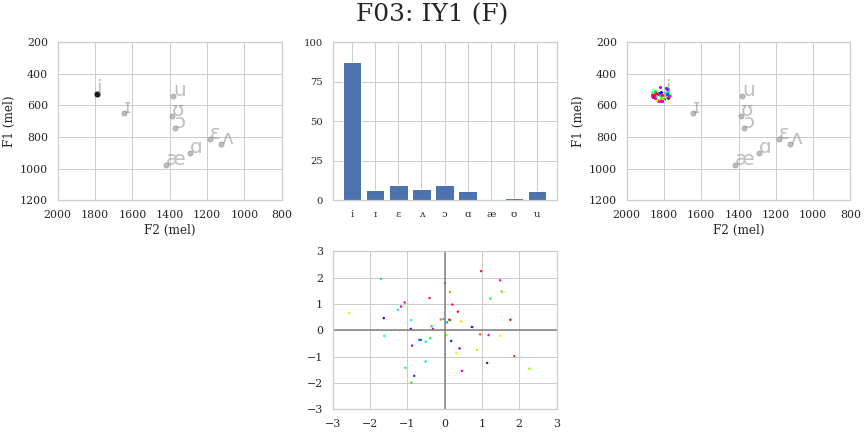 F03: IY1 (F)
200
400
600
800
1000
1200
2000 1800 1600 1400 1200 1000 800
F1 (mel)
F2 (mel)
i
u
ɪ
ʊ
ɔ
ɛ
ʌ
ɑ
æ
100
75
50
25
0
i ɪ ɛ ʌ ɔ ɑ æ ʊ u
200
400
600
800
1000
1200
2000 1800 1600 1400 1200 1000 800
F1 (mel)
F2 (mel)
i
u
ɪ
ʊ
ɔ
ɛ
ʌ
ɑ
æ
3
2
1
0
−1
−2
−3
−3 −2 −1 0 1 2 3